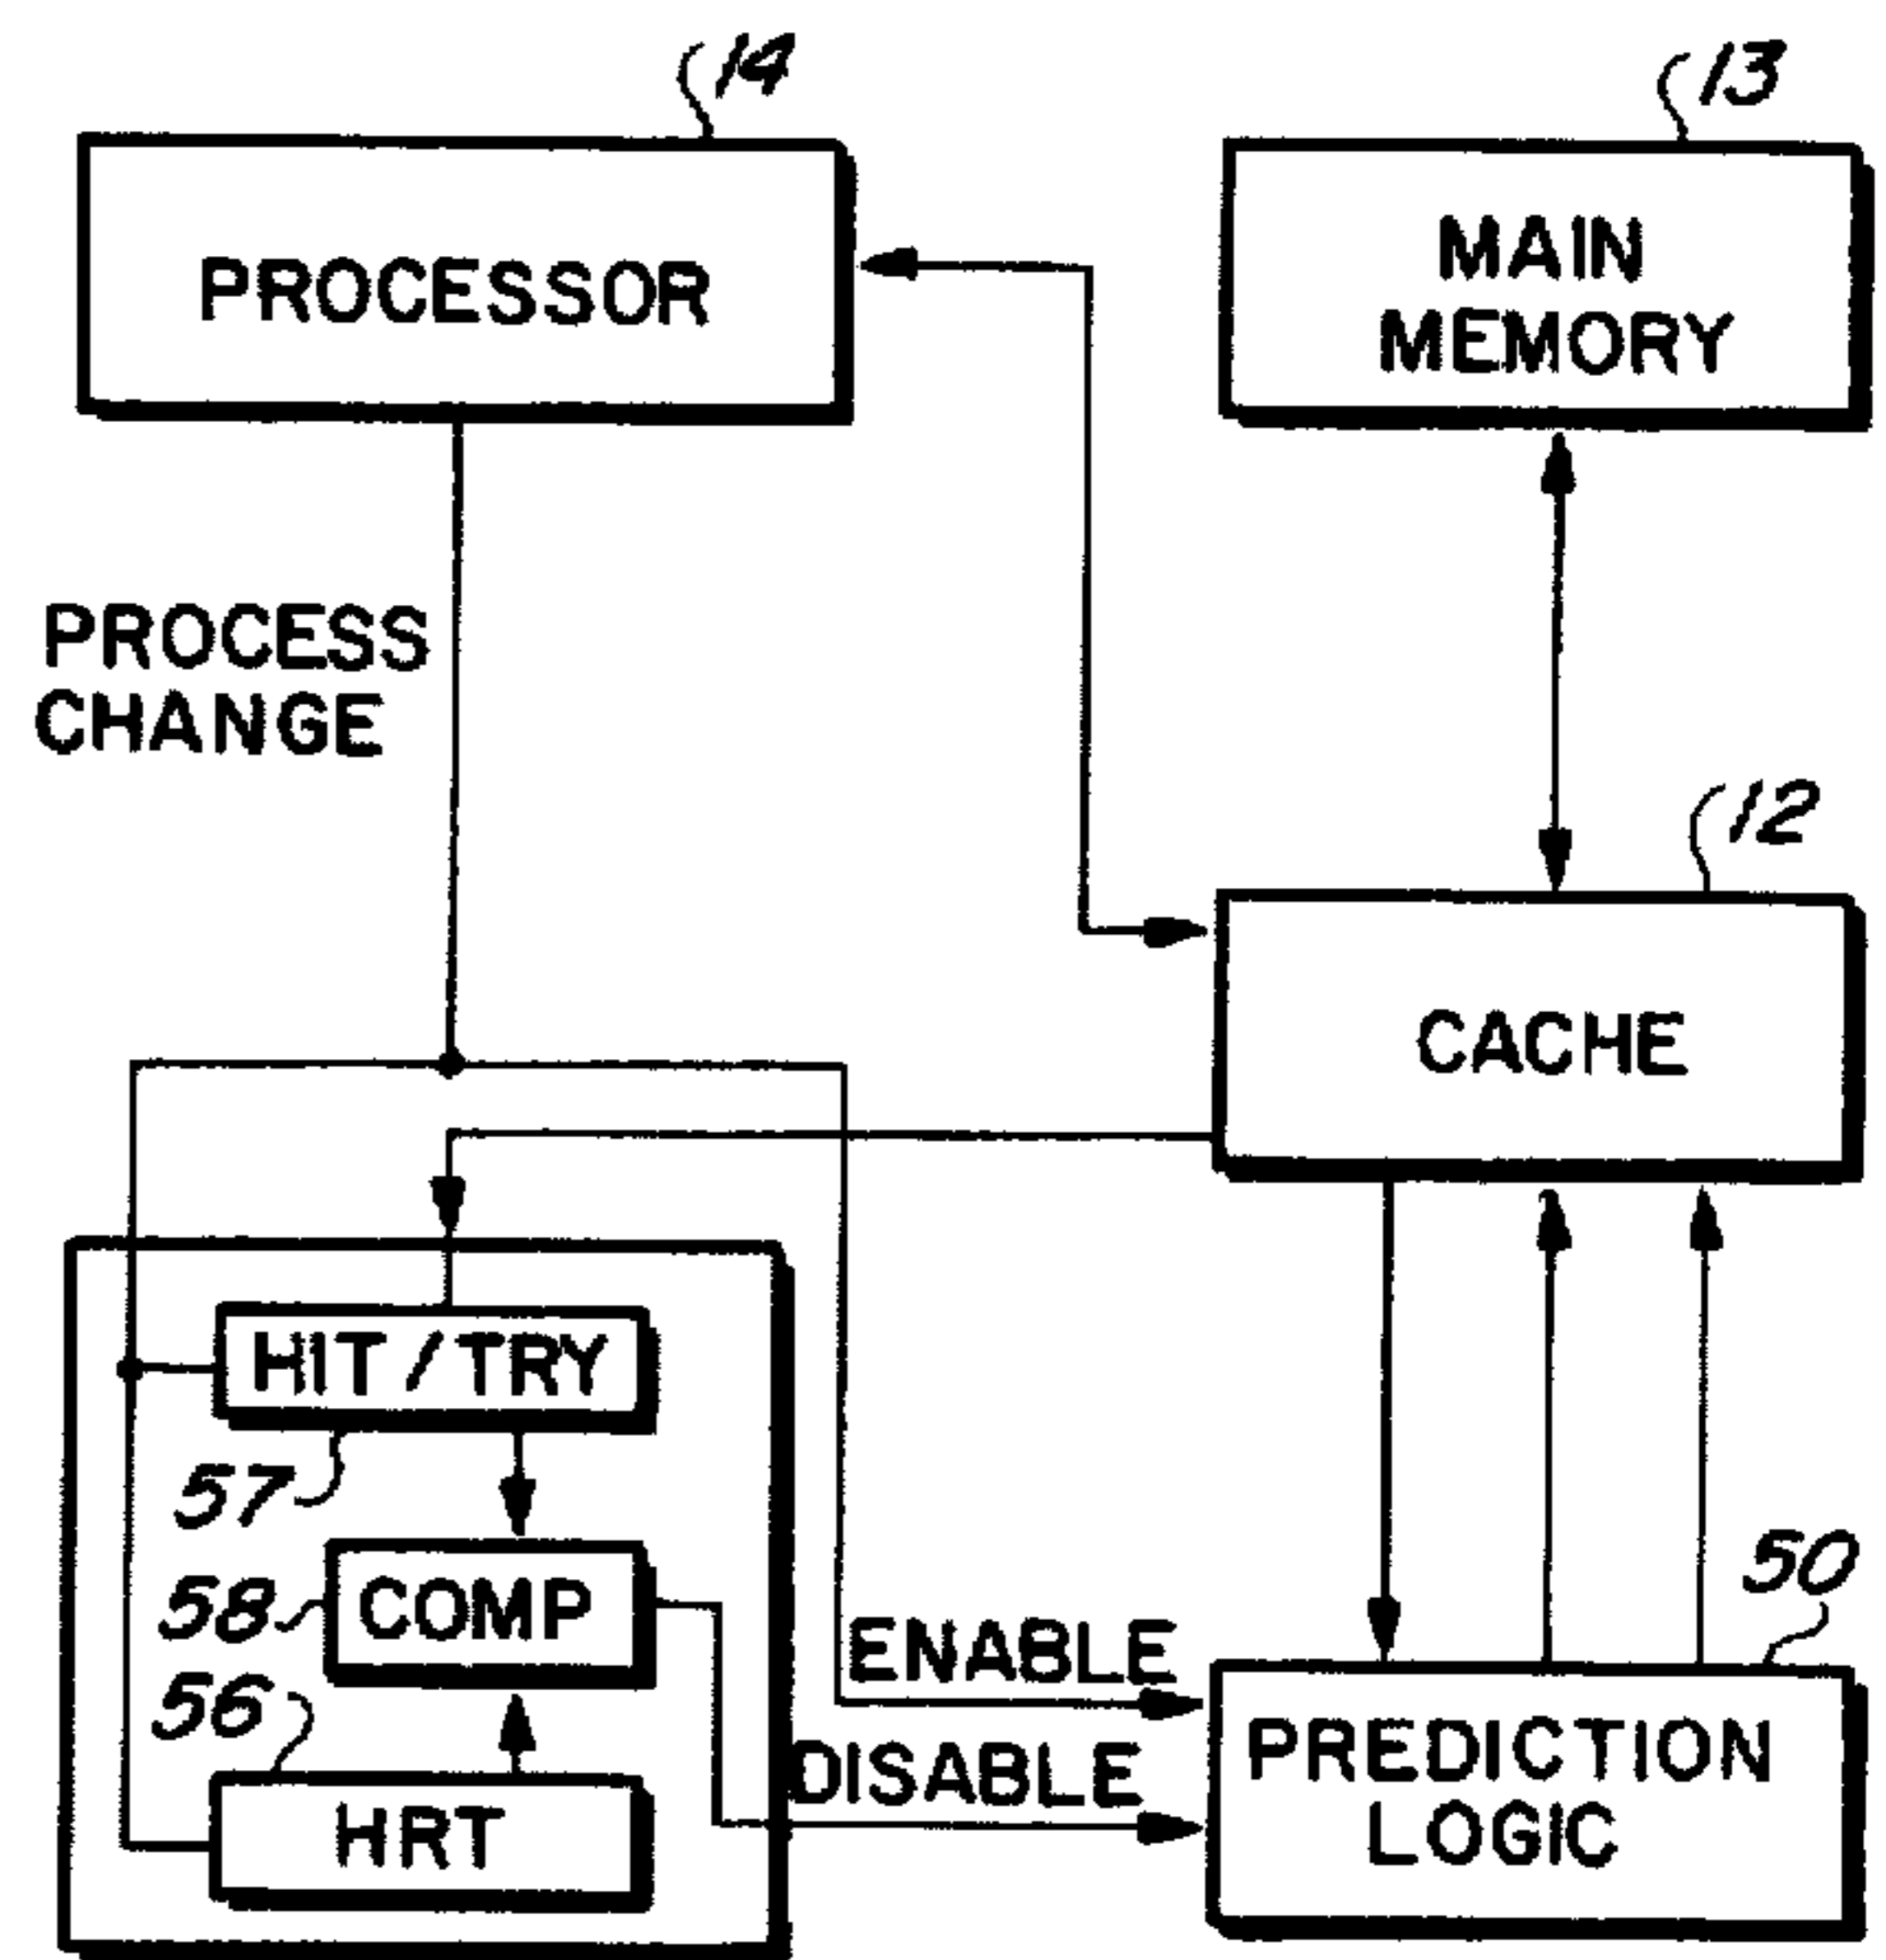 14
13
PROCESSOR
MAIN
MEMORY
PROCESS
CHANGE
12
CACHE
HIT/TRY
57
58
COMP
56
HRT
ENABLE
DISABLE
50
PREDICTION
LOGIC